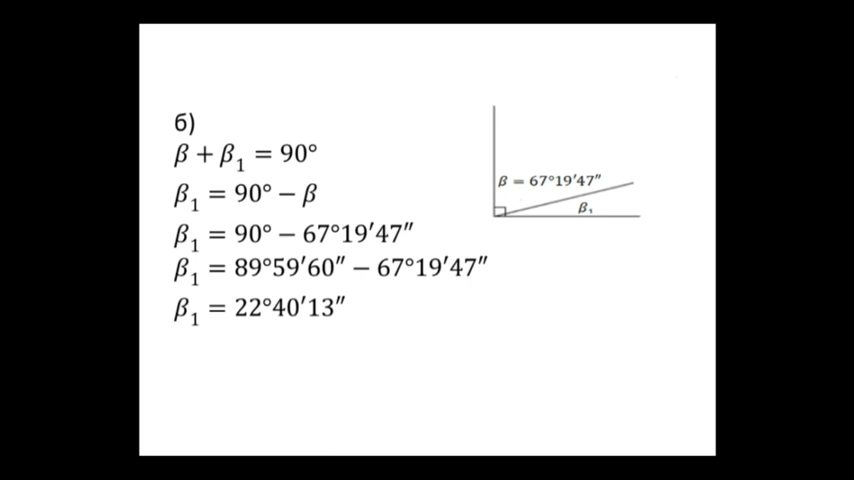 б)
β + β₁ = 90°
β₁ = 90° − β
β₁ = 90° − 67°19′47″
β₁ = 89°59′60″ − 67°19′47″
β₁ = 22°40′13″
β = 67°19′47″
β₁